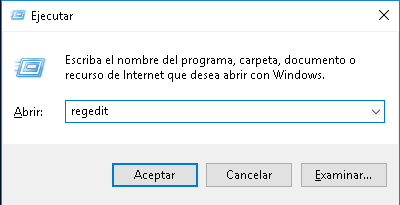 Ejecutar
Escriba el nombre del programa, carpeta, documento o
recurso de Internet que desea abrir con Windows.
Abrir: regedit
Aceptar Cancelar Examinar...